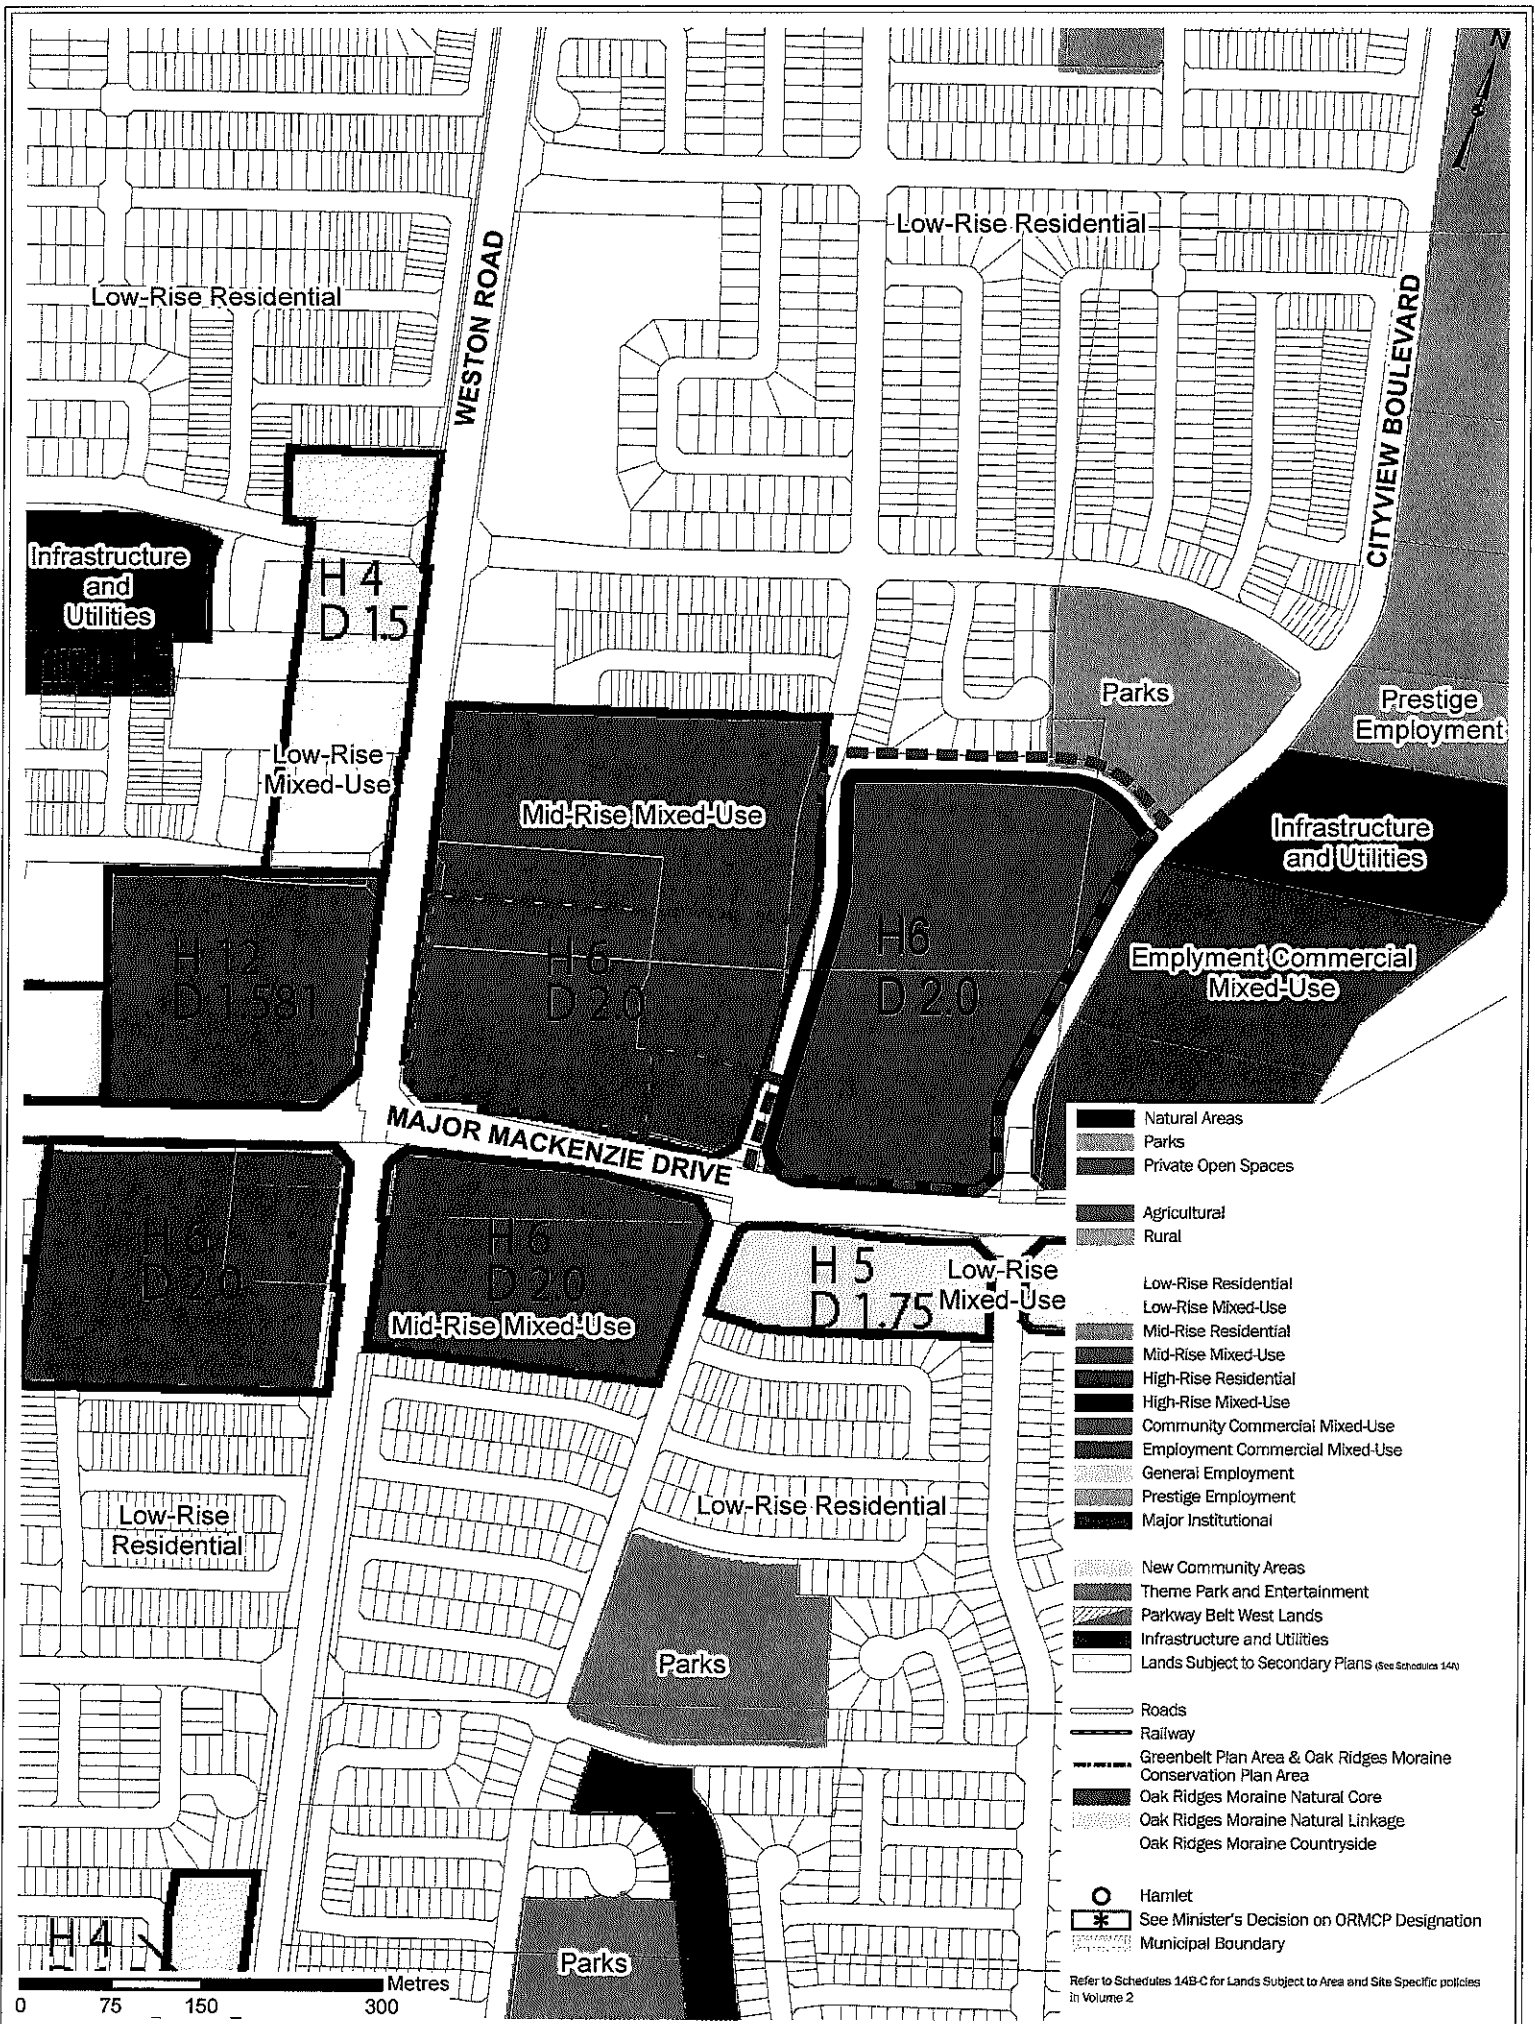 N
Low-Rise Residential
Low-Rise Residential
WESTON ROAD
CITYVIEW BOULEVARD
Infrastructure
and
Utilities
H 4
D 1.5
Parks
Prestige
Employment
Low-Rise
Mixed-Use
Mid-Rise Mixed-Use
Infrastructure
and Utilities
H 12
D 1.581
H 6
D 2.0
H6
D 2.0
Emplyment Commercial
Mixed-Use
MAJOR MACKENZIE DRIVE
H 6
D 2.0
H 6
D 2.0
Mid-Rise Mixed-Use
H 5
D 1.75
Low-Rise
Mixed-Use
Low-Rise
Residential
Low-Rise Residential
Parks
H 4
Parks
Metres
0 75 150 300
Natural Areas
Parks
Private Open Spaces
Agricultural
Rural
Low-Rise Residential
Low-Rise Mixed-Use
Mid-Rise Residential
Mid-Rise Mixed-Use
High-Rise Residential
High-Rise Mixed-Use
Community Commercial Mixed-Use
Employment Commercial Mixed-Use
General Employment
Prestige Employment
Major Institutional
New Community Areas
Theme Park and Entertainment
Parkway Belt West Lands
Infrastructure and Utilities
Lands Subject to Secondary Plans (See Schedules 14A)
Roads
Railway
Greenbelt Plan Area & Oak Ridges Moraine
Conservation Plan Area
Oak Ridges Moraine Natural Core
Oak Ridges Moraine Natural Linkage
Oak Ridges Moraine Countryside
Hamlet
See Minister's Decision on ORMCP Designation
Municipal Boundary
Refer to Schedules 14B-C for Lands Subject to Area and Site Specific policies
in Volume 2